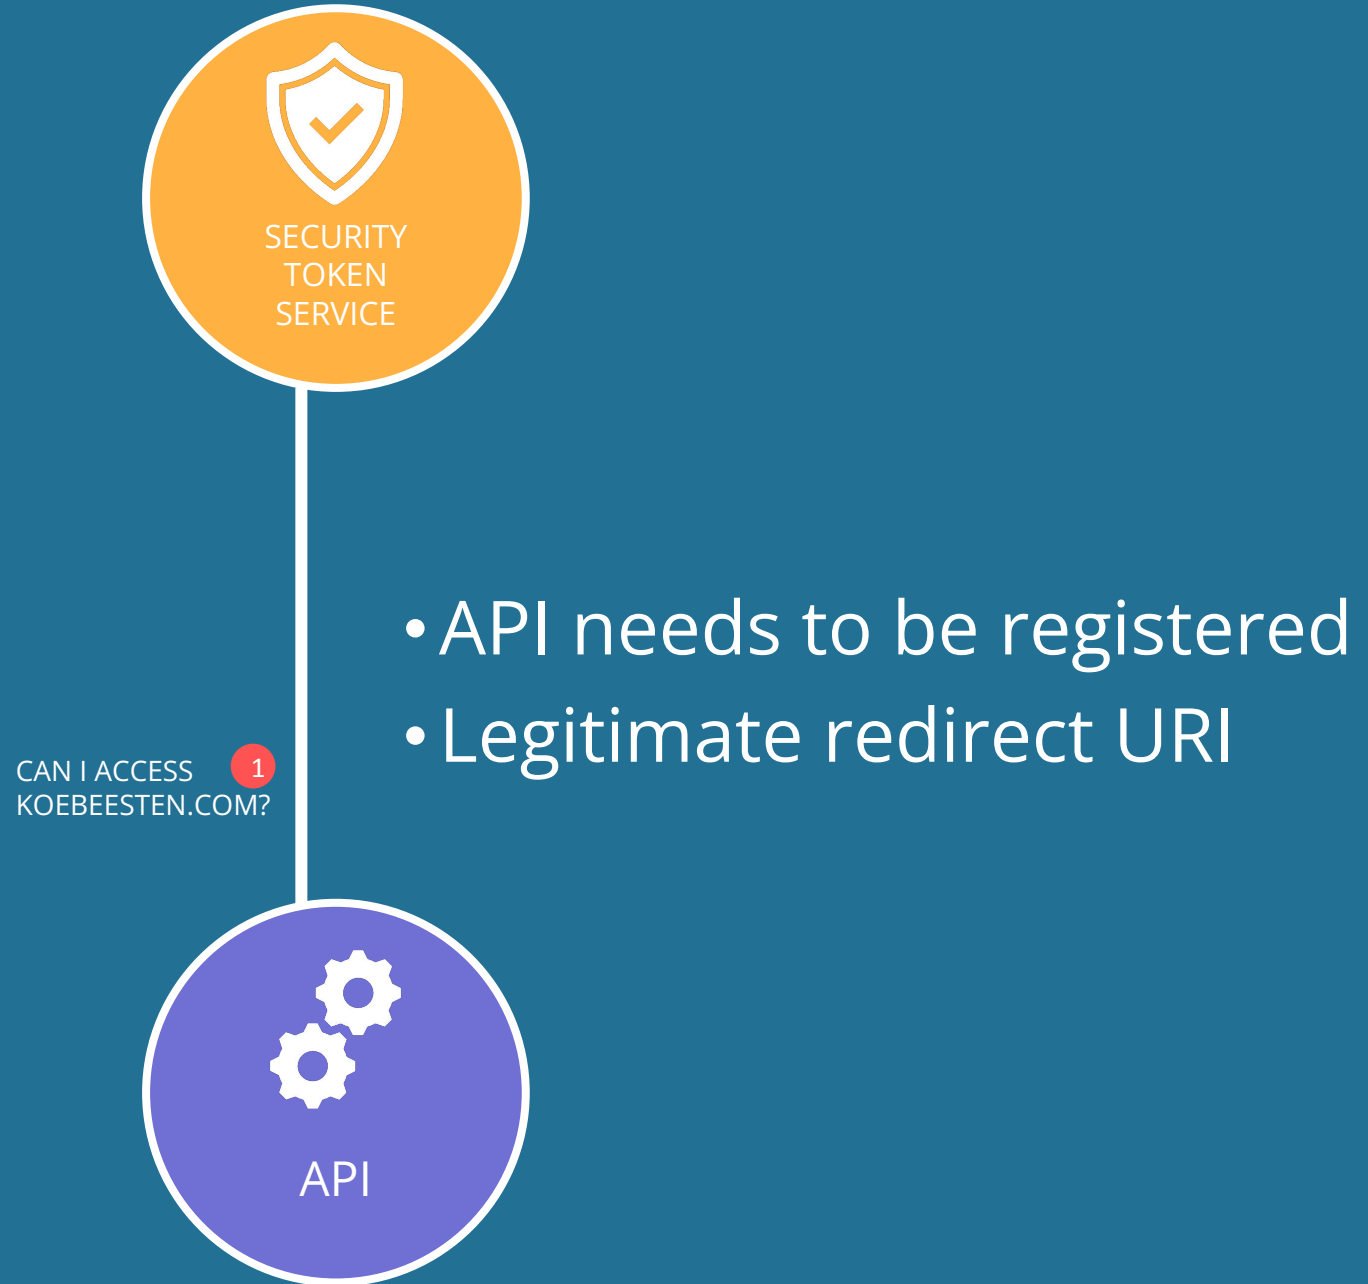 SECURITY
TOKEN
SERVICE
• API needs to be registered
• Legitimate redirect URI
CAN I ACCESS 1
KOEBEESTEN.COM?
API